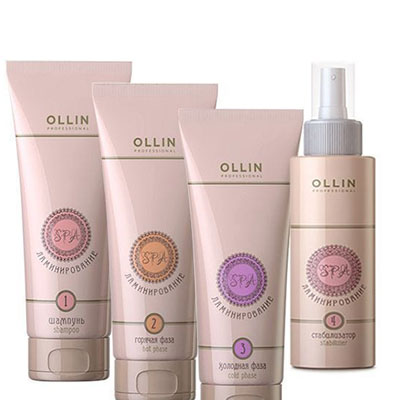 OLLIN
PROFESSIONAL
SPA
ЛАМИНИРОВАНИЕ
1
шампунь
shampoo
OLLIN
PROFESSIONAL
SPA
ЛАМИНИРОВАНИЕ
2
горячая фаза
hot phase
OLLIN
PROFESSIONAL
SPA
ЛАМИНИРОВАНИЕ
3
холодная фаза
cold phase
OLLIN
PROFESSIONAL
SPA
ЛАМИНИРОВАНИЕ
4
стабилизатор
stabilizer